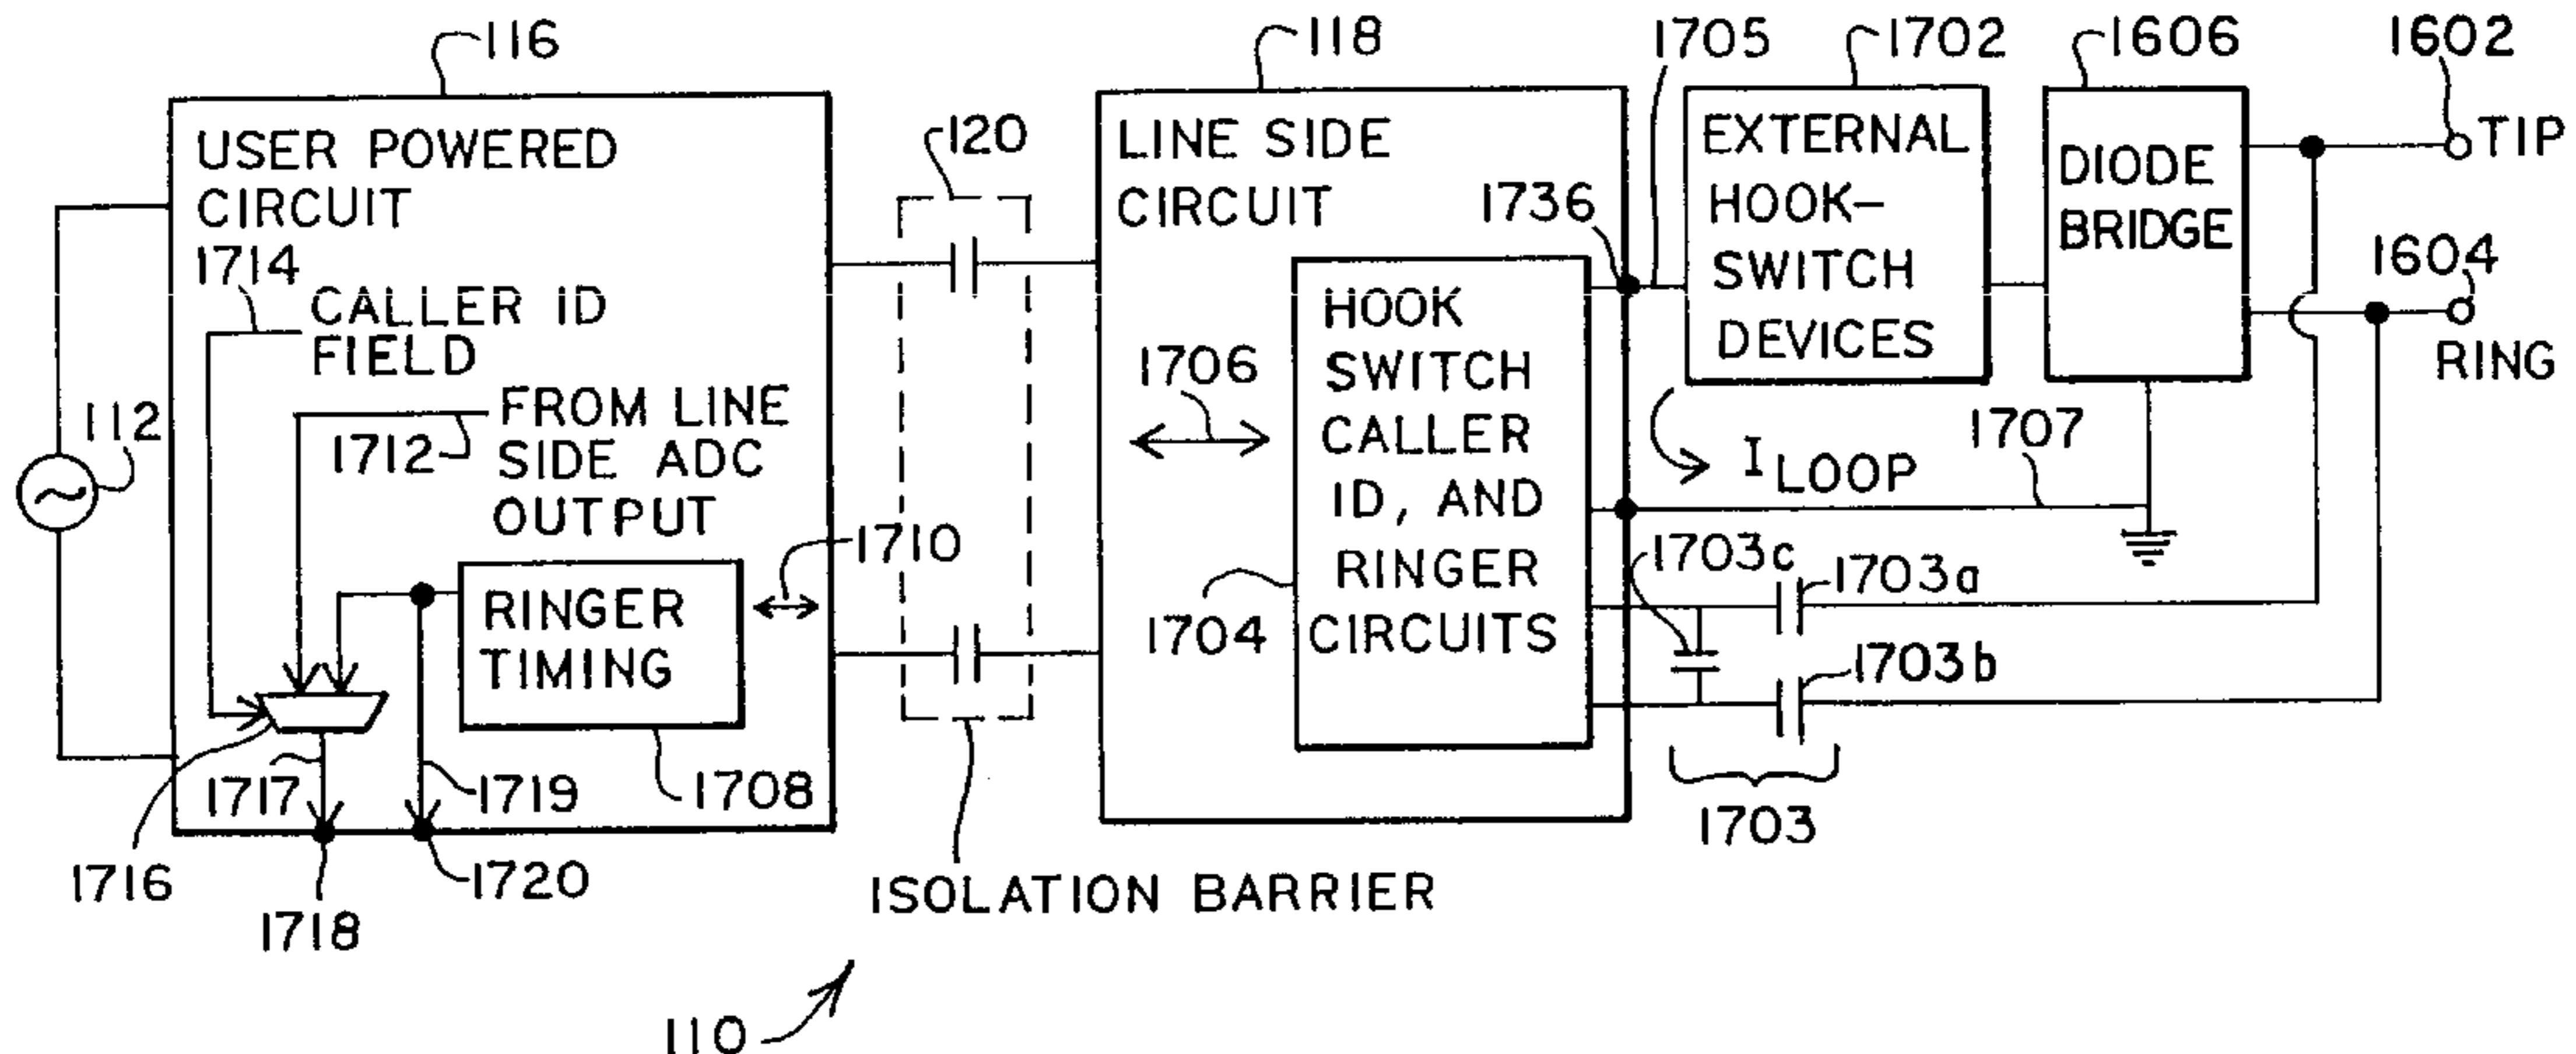 116
118
1705
1702
1606
1602
USER POWERED
CIRCUIT
1714
CALLER ID
FIELD
FROM LINE
SIDE ADC
OUTPUT
1712
112
RINGER
TIMING
1710
1717
1719
1708
1716
1718
1720
120
ISOLATION BARRIER
110
LINE SIDE
CIRCUIT
1736
1706
HOOK
SWITCH
CALLER
ID, AND
RINGER
CIRCUITS
1704
EXTERNAL
HOOK-
SWITCH
DEVICES
DIODE
BRIDGE
TIP
1604
RING
I LOOP
1707
1703c
1703a
1703b
1703